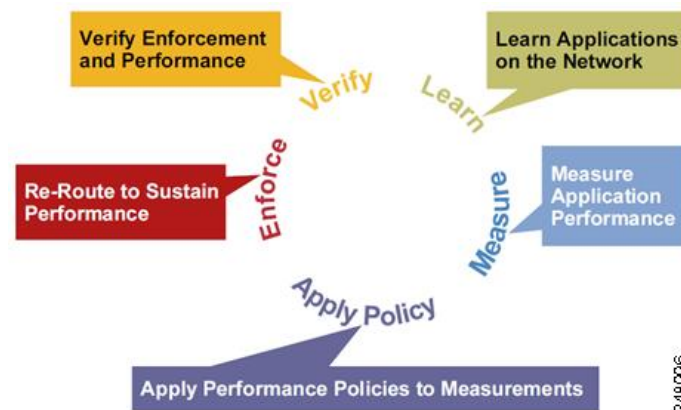 Verify Enforcement
and Performance
Learn Applications
on the Network
Verify
Learn
Re-Route to Sustain
Performance
Enforce
Measure
Measure
Application
Performance
Apply Policy
Apply Performance Policies to Measurements